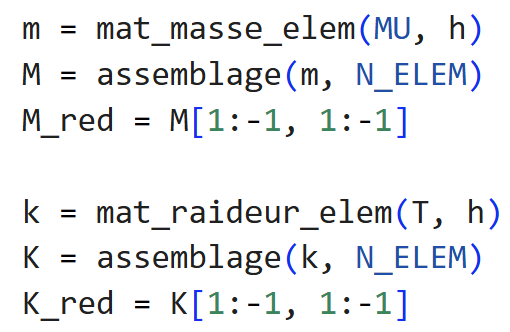 m = mat_masse_elem(MU, h)
M = assemblage(m, N_ELEM)
M_red = M[1:-1, 1:-1]
k = mat_raideur_elem(T, h)
K = assemblage(k, N_ELEM)
K_red = K[1:-1, 1:-1]